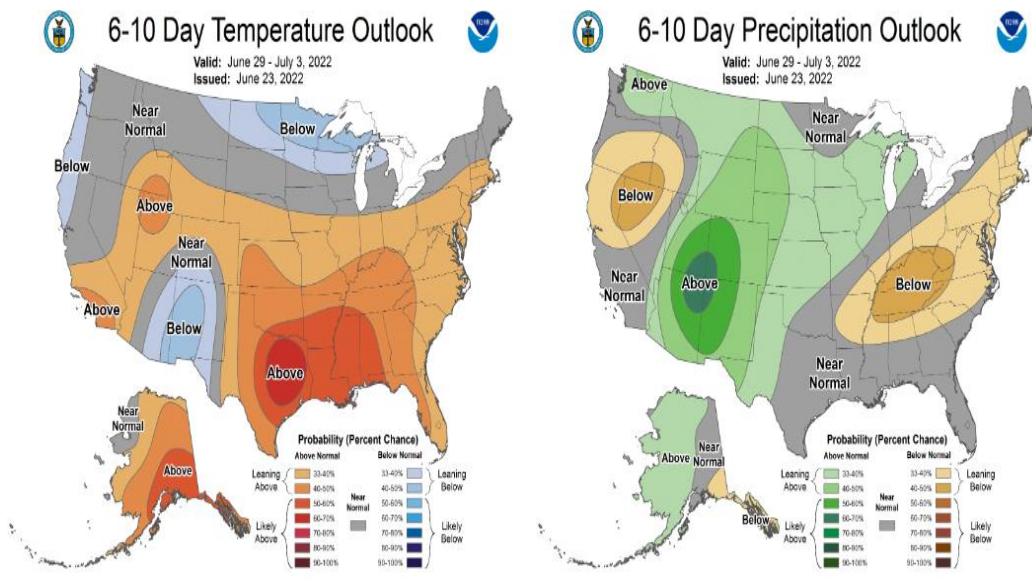 6-10 Day Temperature Outlook
Valid: June 29 - July 3, 2022
Issued: June 23, 2022
Near
Normal
Below
Below
Above
Near
Normal
Above
Below
Above
Near
Normal
Above
Probability (Percent Chance)
Above Normal
Below Normal
Leaning
Above
33-40%
40-50%
33-40%
40-50%
Leaning
Below
Near
Normal
Likely
Above
50-60%
60-70%
70-80%
80-90%
90-100%
50-60%
60-70%
70-80%
80-90%
90-100%
Likely
Below
6-10 Day Precipitation Outlook
Valid: June 29 - July 3, 2022
Issued: June 23, 2022
Above
Near
Normal
Below
Near
Normal
Above
Below
Near
Normal
Above
Near
Normal
Below
Probability (Percent Chance)
Above Normal
Below Normal
Leaning
Above
33-40%
40-50%
33-40%
40-50%
Leaning
Below
Near
Normal
Likely
Above
50-60%
60-70%
70-80%
80-90%
90-100%
50-60%
60-70%
70-80%
80-90%
90-100%
Likely
Below